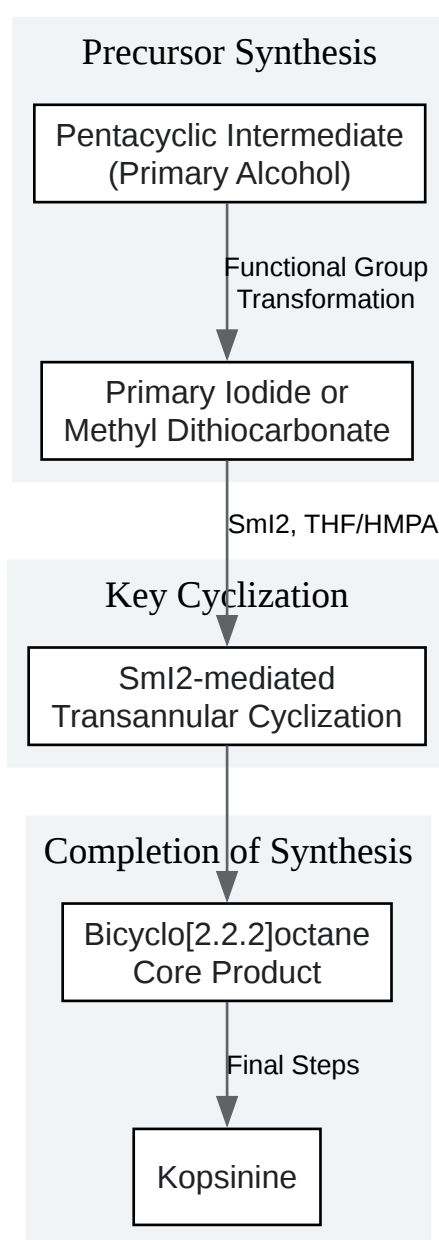 Precursor Synthesis
Pentacyclic Intermediate
(Primary Alcohol)
Functional Group
Transformation
Primary Iodide or
Methyl Dithiocarbonate
SmI2, THF/HMPA
Key Cyclization
SmI2-mediated
Transannular Cyclization
Completion of Synthesis
Bicyclo[2.2.2]octane
Core Product
Final Steps
Kopsinine